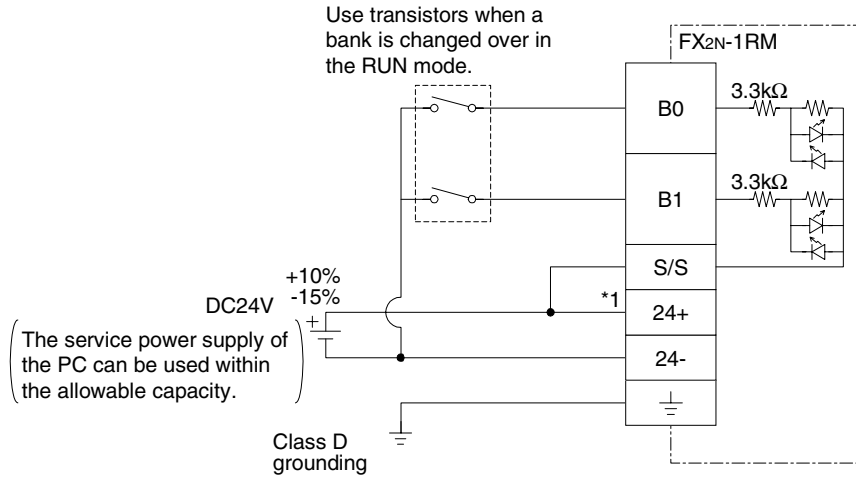 Use transistors when a
bank is changed over in
the RUN mode.
FX2N-1RM
B0
3.3kΩ
B1
3.3kΩ
S/S
+10%
-15%
DC24V
*1
24+
+
The service power supply of
the PC can be used within
the allowable capacity.
24-
Class D
grounding